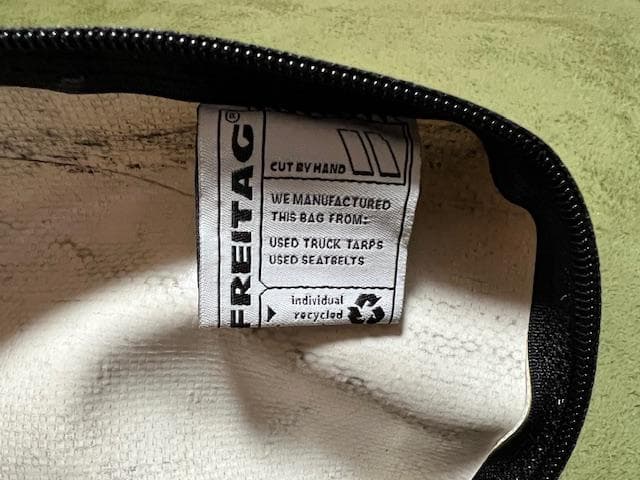 FREITAG®
CUT BY HAND
WE MANUFACTURED
THIS BAG FROM:
USED TRUCK TARPS
USED SEATBELTS
individual
recycled